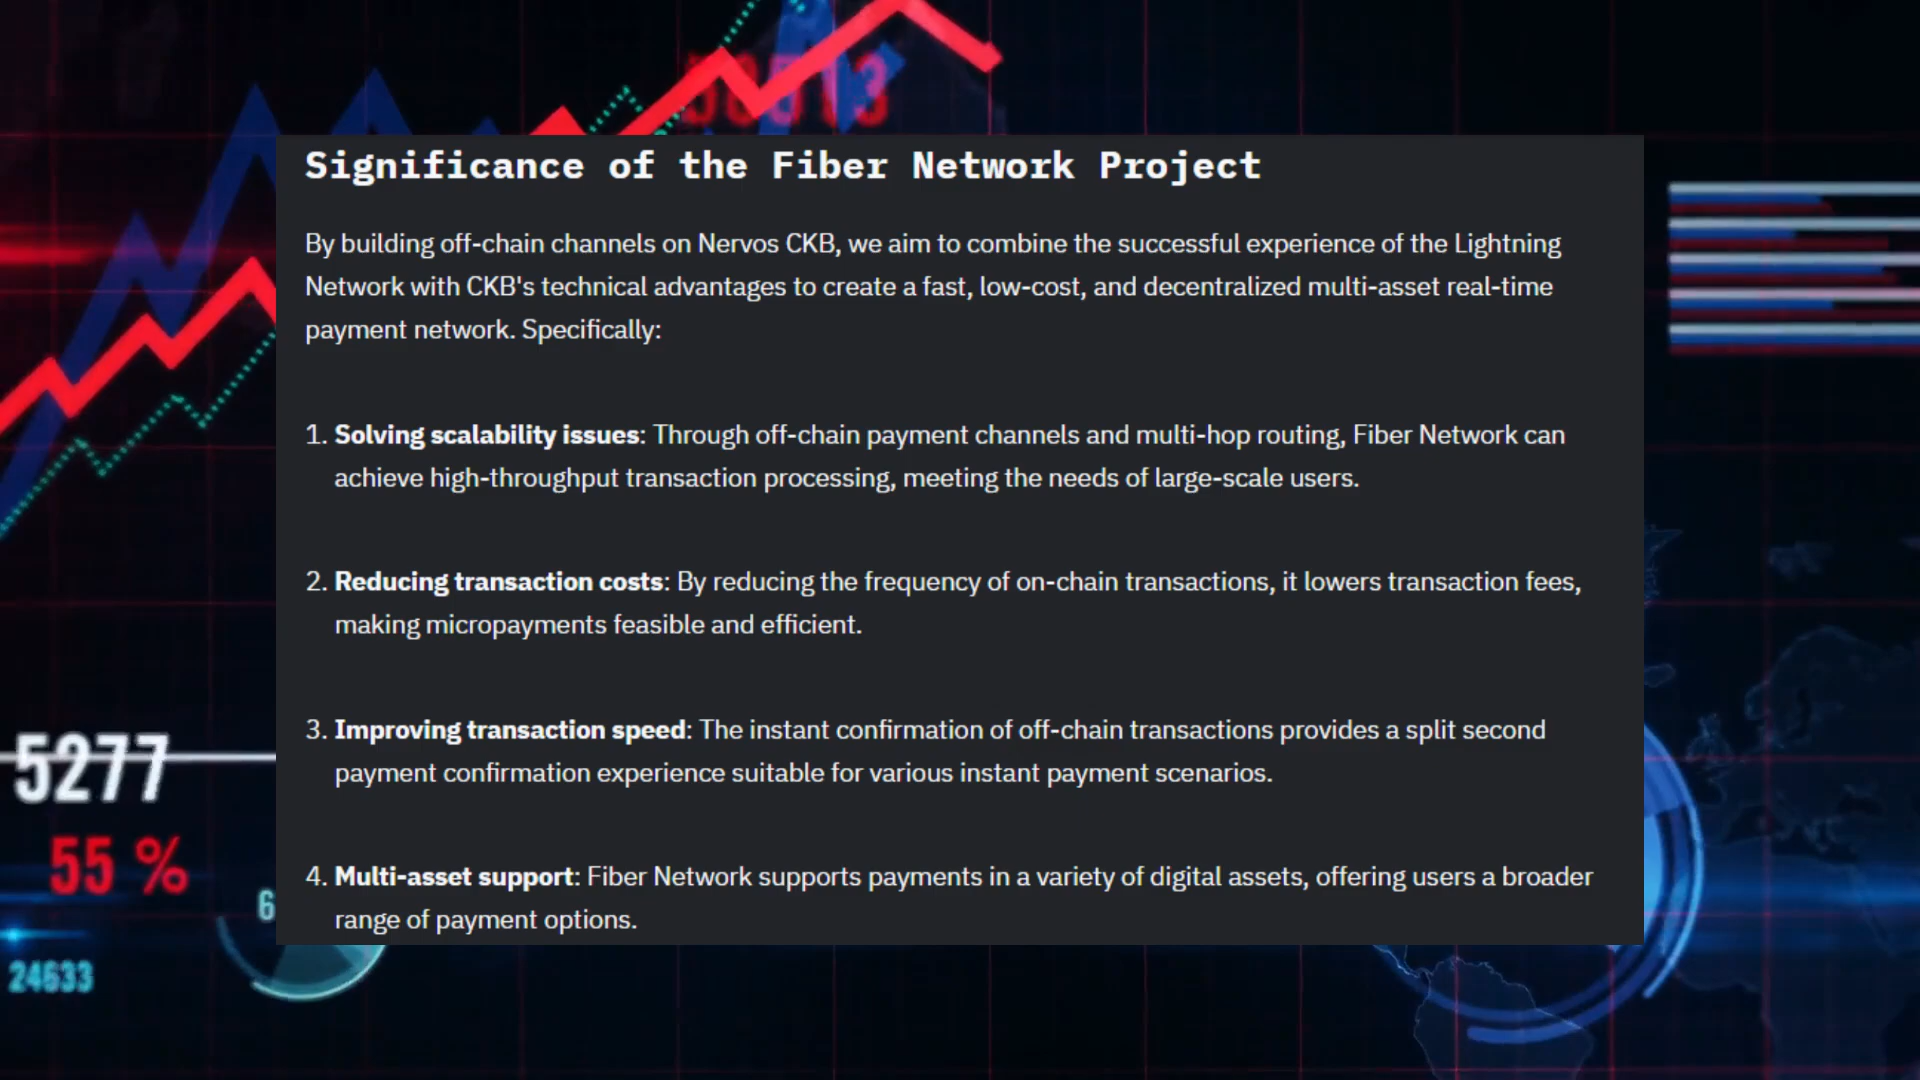 58513
Significance of the Fiber Network Project
By building off-chain channels on Nervos CKB, we aim to combine the successful experience of the Lightning
Network with CKB's technical advantages to create a fast, low-cost, and decentralized multi-asset real-time
payment network. Specifically:
1. Solving scalability issues: Through off-chain payment channels and multi-hop routing, Fiber Network can
achieve high-throughput transaction processing, meeting the needs of large-scale users.
2. Reducing transaction costs: By reducing the frequency of on-chain transactions, it lowers transaction fees,
making micropayments feasible and efficient.
3. Improving transaction speed: The instant confirmation of off-chain transactions provides a split second
payment confirmation experience suitable for various instant payment scenarios.
4. Multi-asset support: Fiber Network supports payments in a variety of digital assets, offering users a broader
range of payment options.
5277
55 %
6
24633